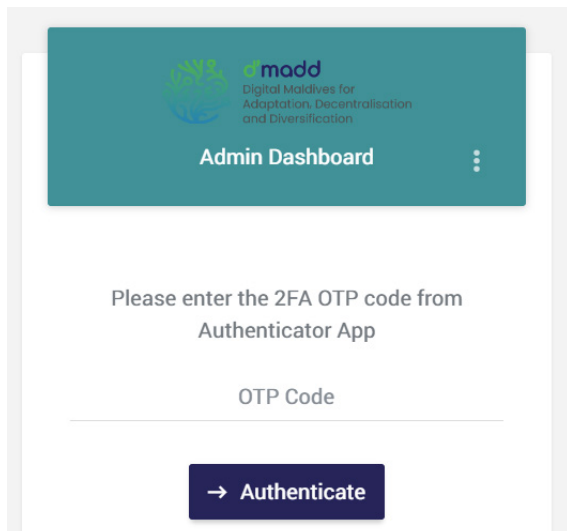 d'madd
Digital Maldives for
Adaptation, Decentralisation
and Diversification
Admin Dashboard
Please enter the 2FA OTP code from
Authenticator App
OTP Code
→ Authenticate